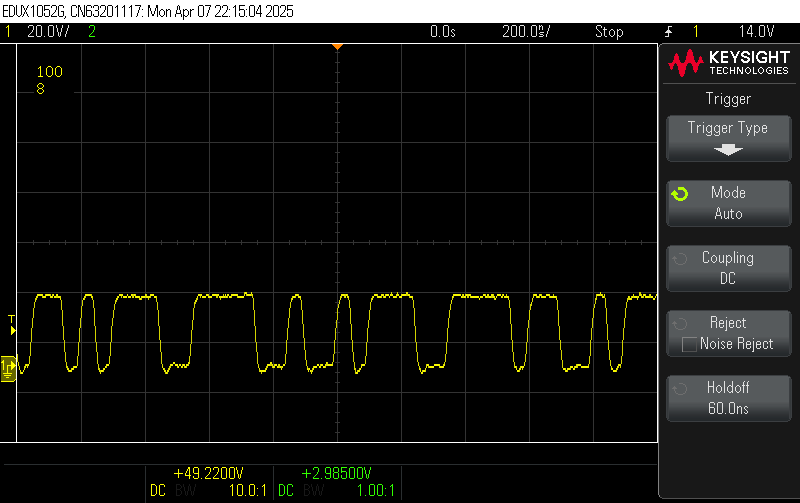 EDUX1052G, CN63201117: Mon Apr 07 22:15:04 2025
1 20.0V/ 2 0.0s 200.0ns/ Stop 1 14.0V
KEYSIGHT
TECHNOLOGIES
100
8
Trigger
Trigger Type
Mode
Auto
Coupling
DC
T
Reject
Noise Reject
1
Holdoff
60.0ns
+49.2200V +2.98500V
DC BW 10.0:1 DC BW 1.00:1